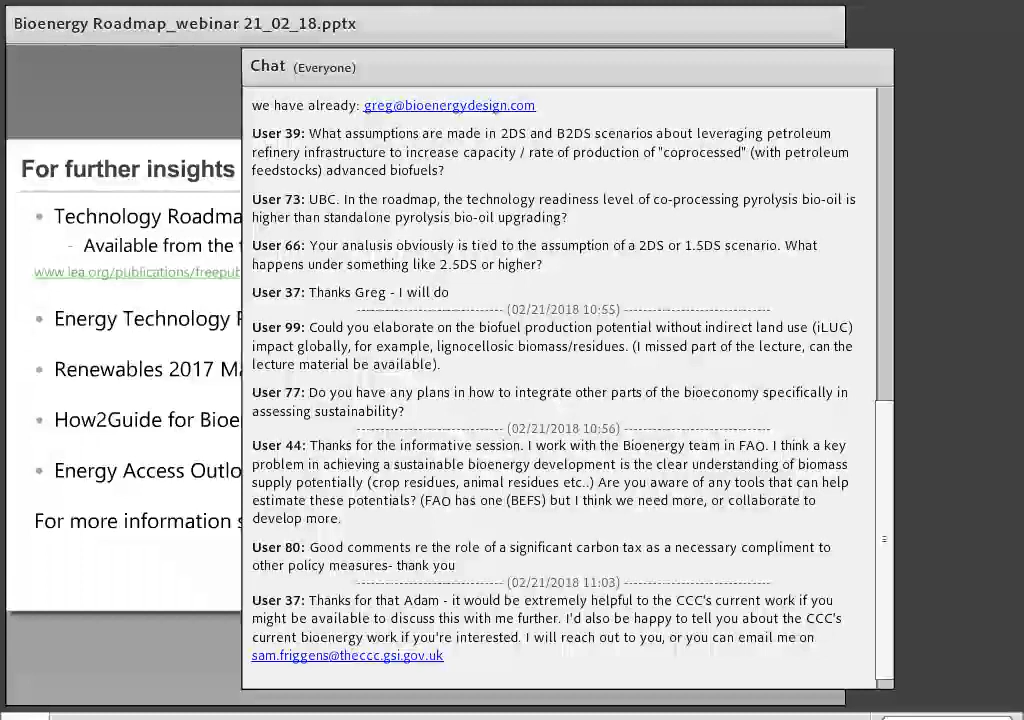 Bioenergy Roadmap_webinar 21_02_18.pptx
Chat (Everyone)
we have already: greg@bioenergydesign.com
User 39: What assumptions are made in 2DS and B2DS scenarios about leveraging petroleum
refinery infrastructure to increase capacity / rate of production of "coprocessed" (with petroleum
feedstocks) advanced biofuels?
User 73: UBC. In the roadmap, the technology readiness level of co-processing pyrolysis bio-oil is
higher than standalone pyrolysis bio-oil upgrading?
User 66: Your analusis obviously is tied to the assumption of a 2DS or 1.5DS scenario. What
happens under something like 2.5DS or higher?
User 37: Thanks Greg - I will do
(02/21/2018 10:55)
User 99: Could you elaborate on the biofuel production potential without indirect land use (iLUC)
impact globally, for example, lignocellosic biomass/residues. (I missed part of the lecture, can the
lecture material be available).
User 77: Do you have any plans in how to integrate other parts of the bioeconomy specifically in
assessing sustainability?
(02/21/2018 10:56)
User 44: Thanks for the informative session. I work with the Bioenergy team in FAO. I think a key
problem in achieving a sustainable bioenergy development is the clear understanding of biomass
supply potentially (crop residues, animal residues etc..) Are you aware of any tools that can help
estimate these potentials? (FAO has one (BEFS) but I think we need more, or collaborate to
develop more.
User 80: Good comments re the role of a significant carbon tax as a necessary compliment to
other policy measures- thank you
(02/21/2018 11:03)
User 37: Thanks for that Adam - it would be extremely helpful to the CCC's current work if you
might be available to discuss this with me further. I'd also be happy to tell you about the CCC's
current bioenergy work if you're interested. I will reach out to you, or you can email me on
sam.friggens@theccc.gsi.gov.uk
For further insights
Technology Roadma
- Available from the
www.iea.org/publications/freepub
Energy Technology
Renewables 2017 Ma
How2Guide for Bioe
Energy Access Outlo
For more information s